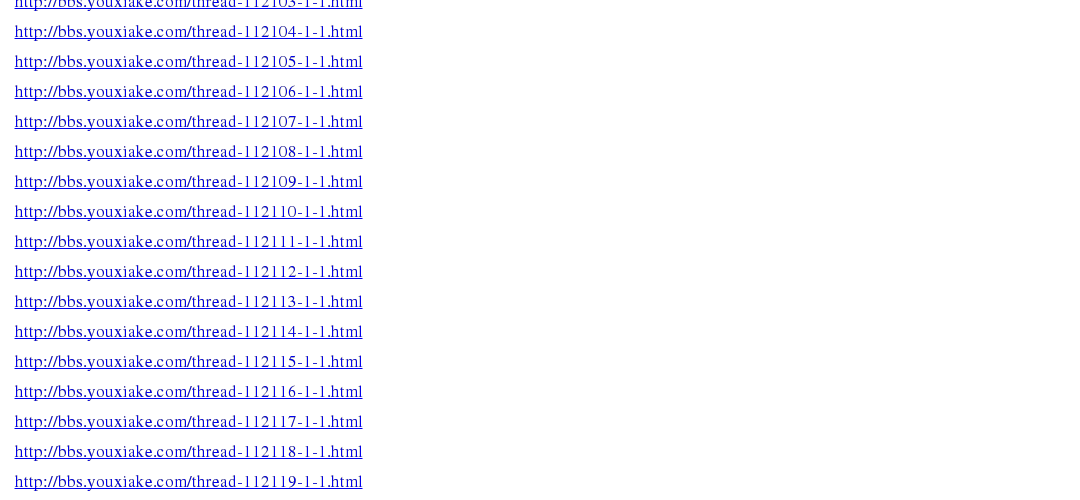 http://bbs.youxiake.com/thread-112103-1-1.html
http://bbs.youxiake.com/thread-112104-1-1.html
http://bbs.youxiake.com/thread-112105-1-1.html
http://bbs.youxiake.com/thread-112106-1-1.html
http://bbs.youxiake.com/thread-112107-1-1.html
http://bbs.youxiake.com/thread-112108-1-1.html
http://bbs.youxiake.com/thread-112109-1-1.html
http://bbs.youxiake.com/thread-112110-1-1.html
http://bbs.youxiake.com/thread-112111-1-1.html
http://bbs.youxiake.com/thread-112112-1-1.html
http://bbs.youxiake.com/thread-112113-1-1.html
http://bbs.youxiake.com/thread-112114-1-1.html
http://bbs.youxiake.com/thread-112115-1-1.html
http://bbs.youxiake.com/thread-112116-1-1.html
http://bbs.youxiake.com/thread-112117-1-1.html
http://bbs.youxiake.com/thread-112118-1-1.html
http://bbs.youxiake.com/thread-112119-1-1.html